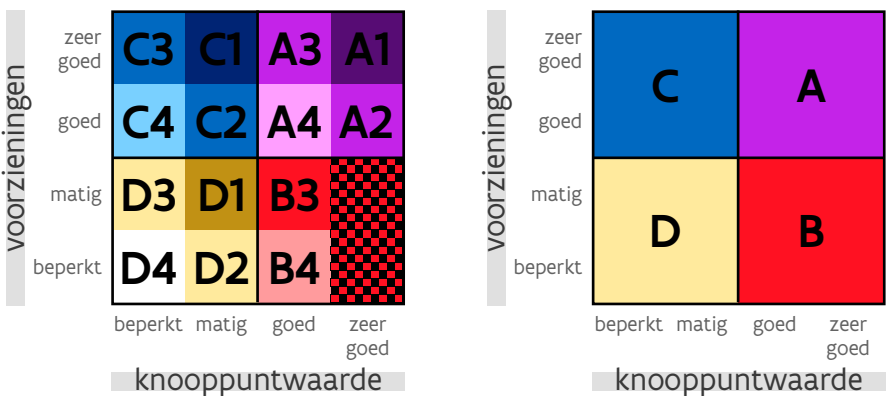 voorzieningen
zeer
goed
goed
matig
beperkt
C3 C1 A3 A1
C4 C2 A4 A2
D3 D1 B3
D4 D2 B4
beperkt matig goed zeer
goed
knooppuntwaarde
voorzieningen
zeer
goed
goed
matig
beperkt
C A
D B
beperkt matig goed zeer
goed
knooppuntwaarde